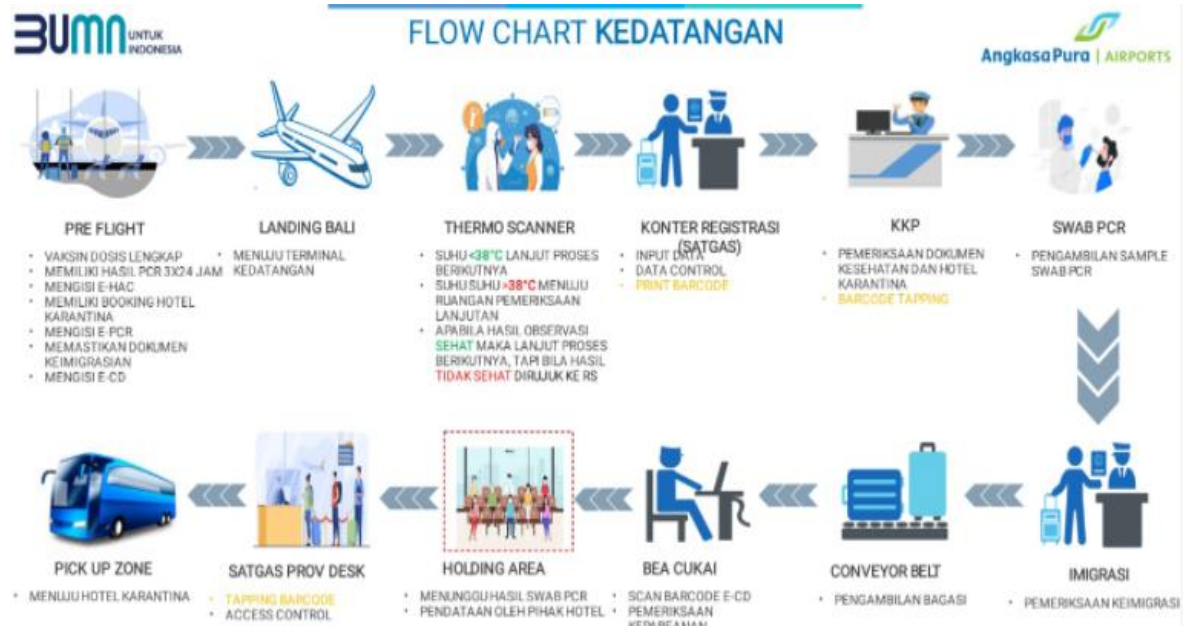 BUMN UNTUK
INDONESIA
FLOW CHART KEDATANGAN
AngkasaPura | AIRPORTS
PRE FLIGHT
• VAKSIN DOSIS LENGKAP
• MEMILIKI HASIL PCR 3X24 JAM
• MENGISI E-HAC
• MEMILIKI BOOKING HOTEL
KARANTINA
• MENGISI E-PCR
• MEMASTIKAN DOKUMEN
KEIMIGRASIAN
• MENGISI E-CD
LANDING BALI
• MENUJU TERMINAL
KEDATANGAN
THERMO SCANNER
• SUHU <38°C LANJUT PROSES
BERIKUTNYA
• SUHU SUHU >38°C MENUJU
RUANGAN PEMERIKSAAN
LANJUTAN
• APABILA HASIL OBSERVASI
SEHAT MAKA LANJUT PROSES
BERIKUTNYA, TAPI BILA HASIL
TIDAK SEHAT DIRUJUK KE RS
KONTER REGISTRASI
(SATGAS)
• INPUT DATA
• DATA CONTROL
• PRINT BARCODE
KKP
• PEMERIKSAAN DOKUMEN
KESEHATAN DAN HOTEL
KARANTINA
• BARCODE TAPPING
SWAB PCR
• PENGAMBILAN SAMPLE
SWAB PCR
PICK UP ZONE
• MENUJU HOTEL KARANTINA
SATGAS PROV DESK
• TAPPING BARCODE
• ACCESS CONTROL
HOLDING AREA
• MENUNGGU HASIL SWAB PCR
• PENDATAAN OLEH PIHAK HOTEL
BEA CUKAI
• SCAN BARCODE E-CD
• PEMERIKSAAN
KEPABEANAN
CONVEYOR BELT
• PENGAMBILAN BAGASI
IMIGRASI
• PEMERIKSAAN KEIMIGRASI